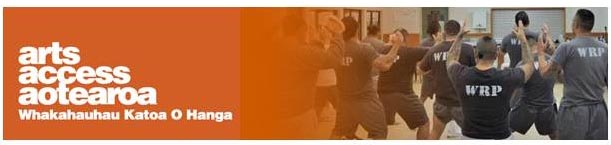 arts
access
aotearoa
Whakahauhau Katoa O Hanga
WRP
WRP
WRP